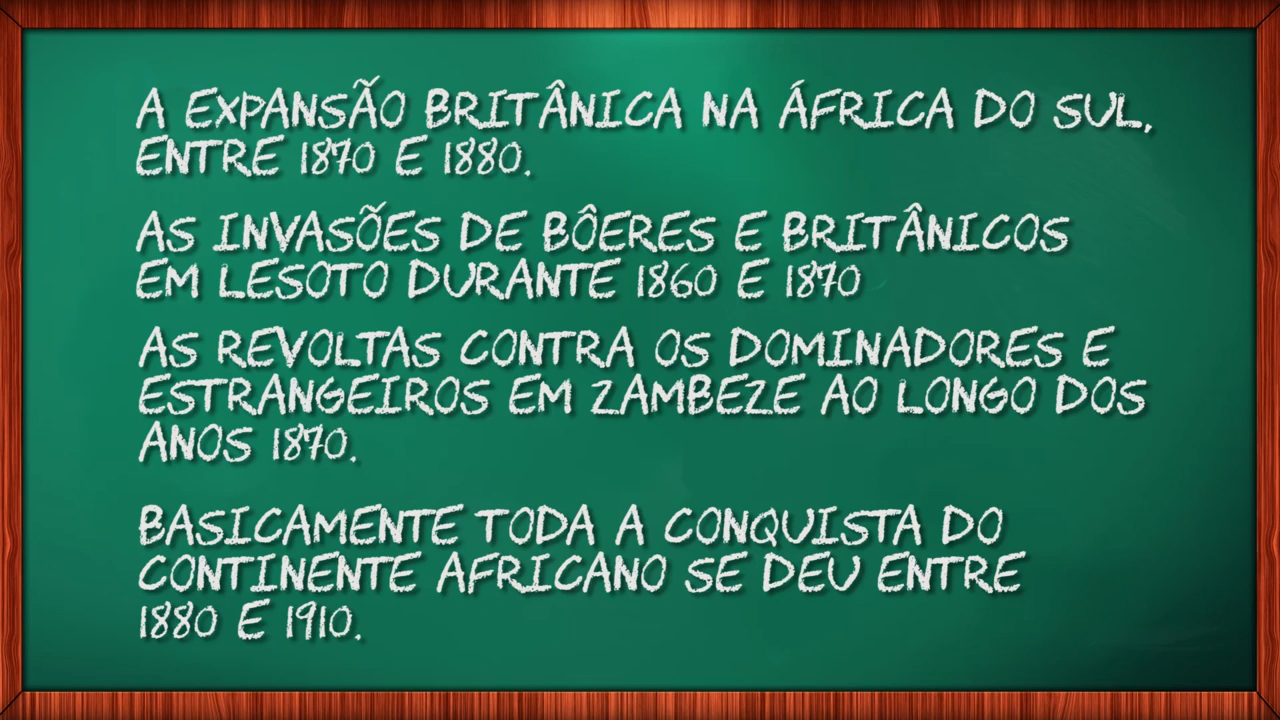 A EXPANSÃO BRITÂNICA NA ÁFRICA DO SUL,
ENTRE 1870 E 1880.
AS INVASÕES DE BÔERES E BRITÂNICOS
EM LESOTO DURANTE 1860 E 1870
AS REVOLTAS CONTRA OS DOMINADORES E
ESTRANGEIROS EM ZAMBEZE AO LONGO DOS
ANOS 1870.
BASICAMENTE TODA A CONQUISTA DO
CONTINENTE AFRICANO SE DEU ENTRE
1880 E 1910.